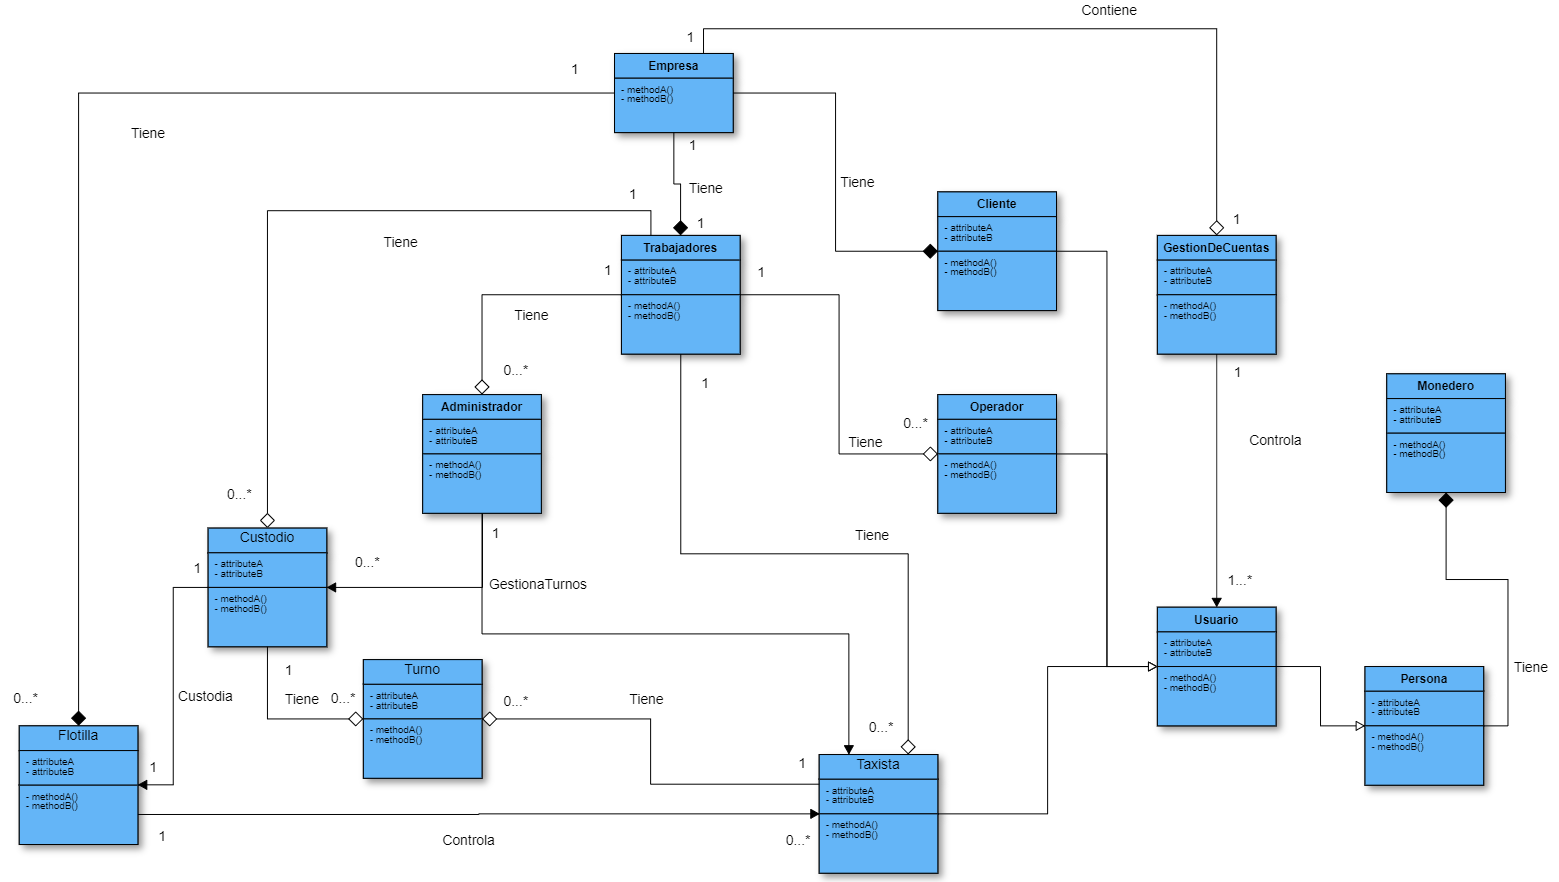 Contiene
1
Empresa
- methodA()
- methodB()
1
Tiene
1
Tiene
1
Tiene
1
Cliente
- attributeA
- attributeB
- methodA()
- methodB()
1
GestionDeCuentas
- attributeA
- attributeB
- methodA()
- methodB()
1
Tiene
Trabajadores
- attributeA
- attributeB
- methodA()
- methodB()
1
1
Tiene
0...*
1
1
Monedero
- attributeA
- attributeB
- methodA()
- methodB()
Administrador
- attributeA
- attributeB
- methodA()
- methodB()
Operador
- attributeA
- attributeB
- methodA()
- methodB()
0...*
Tiene
Controla
0...*
Custodio
- attributeA
- attributeB
- methodA()
- methodB()
1
0...*
1
GestionaTurnos
Tiene
1...*
Usuario
- attributeA
- attributeB
- methodA()
- methodB()
1
Tiene
0...*
Turno
- attributeA
- attributeB
- methodA()
- methodB()
0...*
Tiene
Custodia
Tiene
Persona
- attributeA
- attributeB
- methodA()
- methodB()
0...*
Flotilla
- attributeA
- attributeB
- methodA()
- methodB()
1
1
Controla
0...*
1
Taxista
- attributeA
- attributeB
- methodA()
- methodB()
0...*